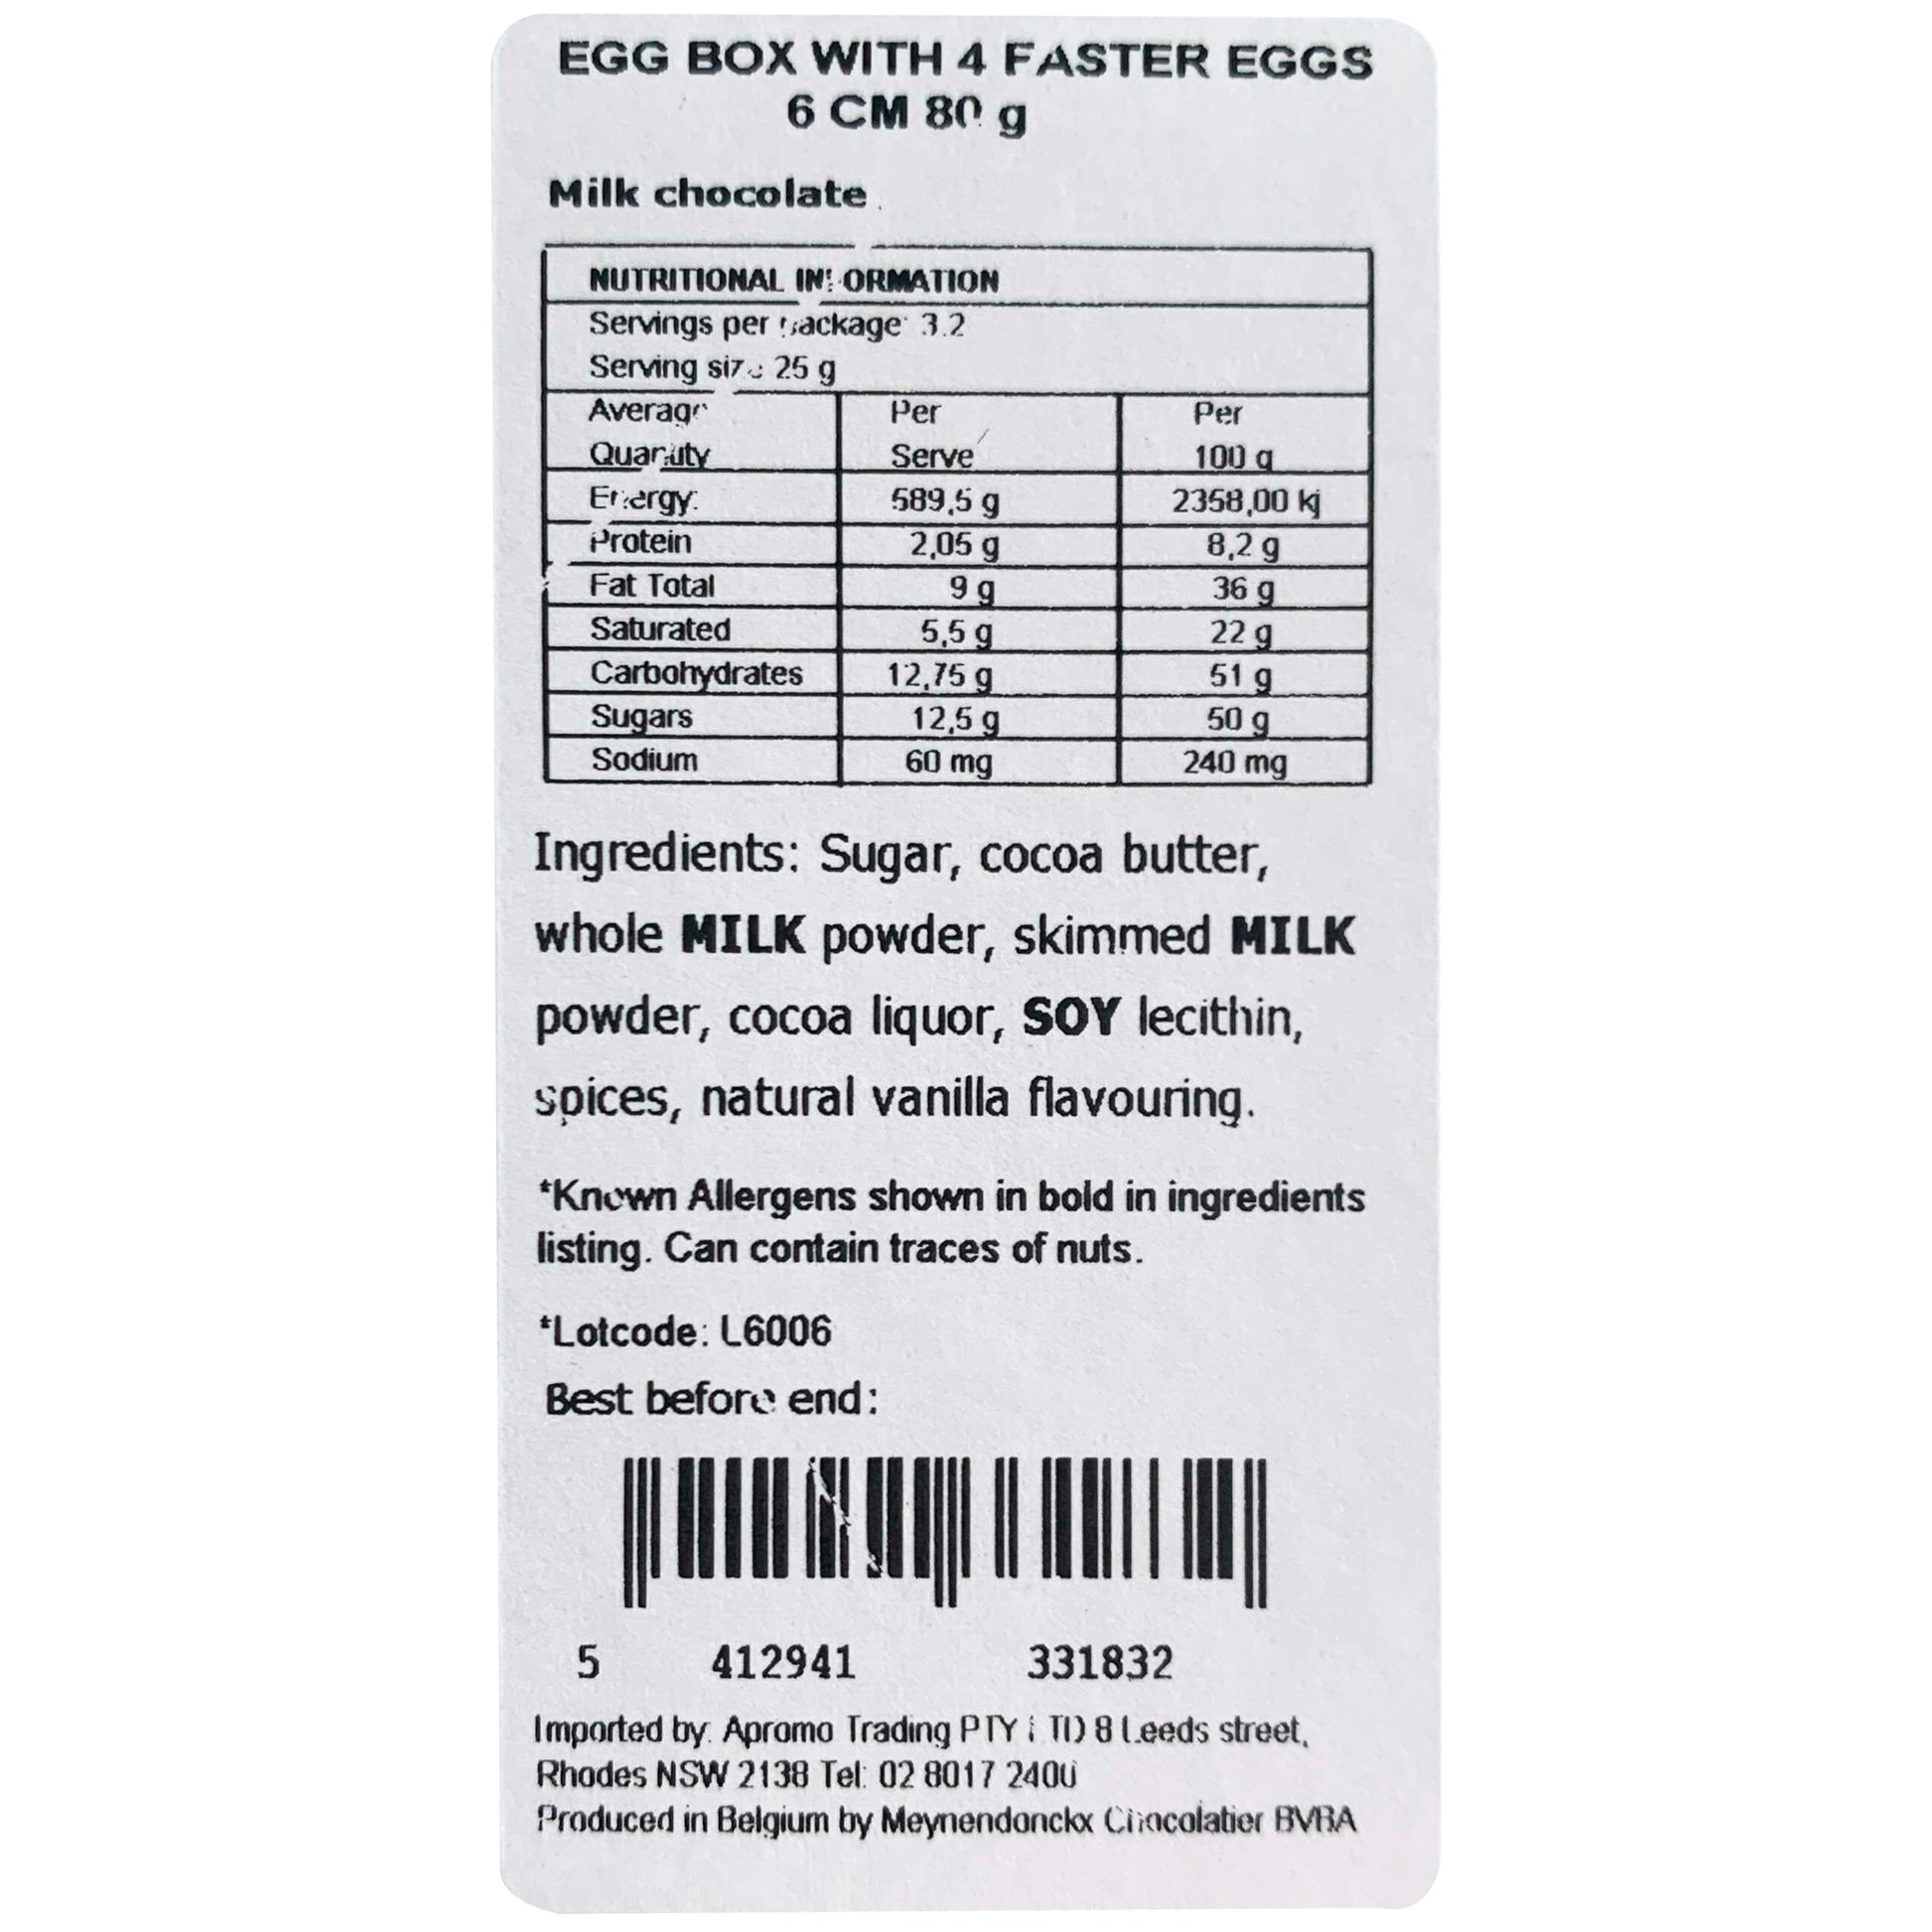 EGG BOX WITH 4 FASTER EGGS
6 CM 80 g
Milk chocolate
NUTRITIONAL INFORMATION
Servings per package 3.2
Serving size 25 g
Average Per Per
Quantity Serve 100 g
Energy: 589,5 g 2358,00 kj
Protein 2,05 g 8,2 g
Fat Total 9 g 36 g
Saturated 5,5 g 22 g
Carbohydrates 12,75 g 51 g
Sugars 12,5 g 50 g
Sodium 60 mg 240 mg
Ingredients: Sugar, cocoa butter,
whole MILK powder, skimmed MILK
powder, cocoa liquor, SOY lecithin,
spices, natural vanilla flavouring.
*Known Allergens shown in bold in ingredients
listing. Can contain traces of nuts.
*Lotcode: L6006
Best before end:
5 412941 331832
Imported by: Apromo Trading PTY LTD 8 Leeds street,
Rhodes NSW 2138 Tel: 02 8017 2400
Produced in Belgium by Meynendonckx Chocolatier BVBA